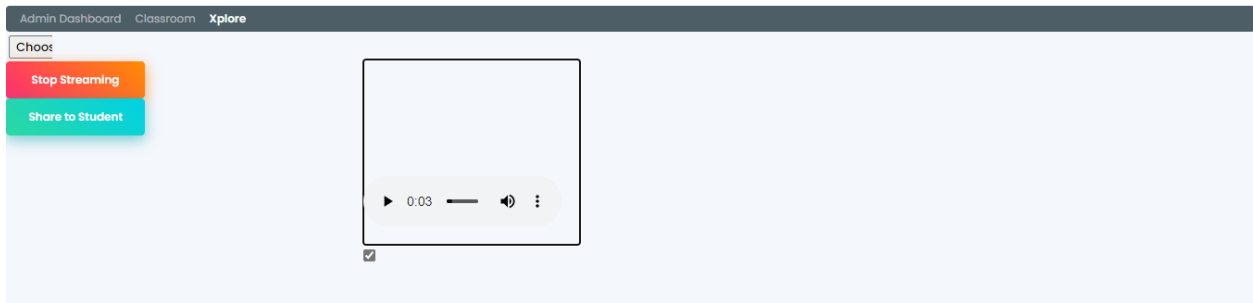 Admin Dashboard Classroom Xplore
Choos
Stop Streaming
Share to Student
0:03